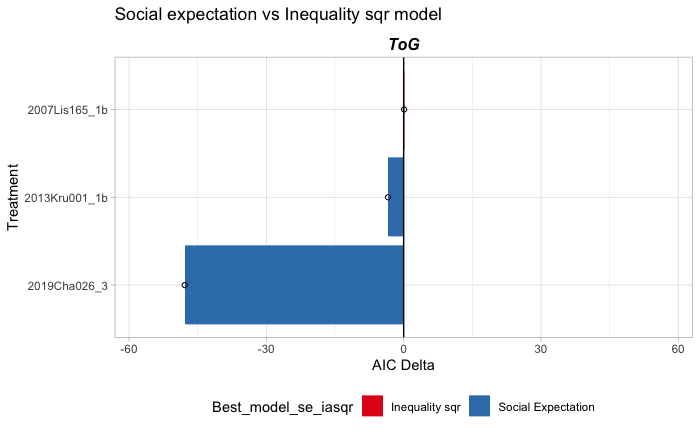 Social expectation vs Inequality sqr model
ToG
Treatment
2007Lis165_1b
2013Kru001_1b
2019Cha026_3
-60 -30 0 30 60
AIC Delta
Best_model_se_iasqr Inequality sqr Social Expectation